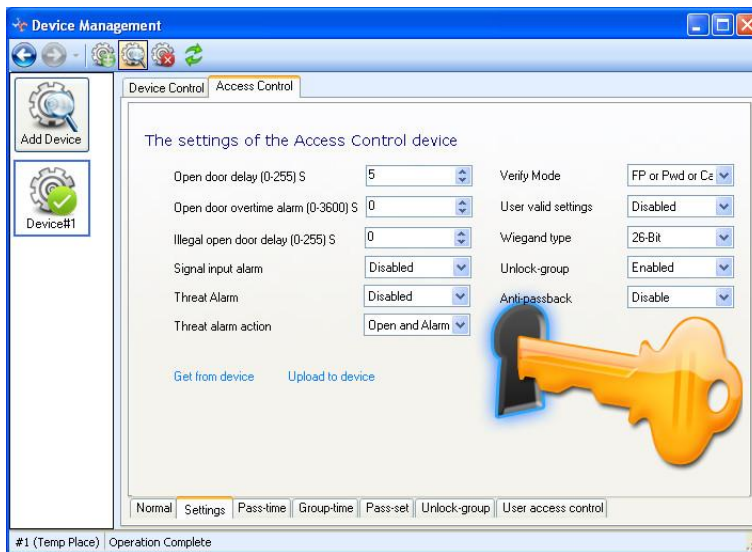 Device Management
Device Control Access Control
Add Device
Device#1
The settings of the Access Control device
Open door delay (0-255) S 5 Verify Mode FP or Pwd or Ca
Open door overtime alarm (0-3600) S 0 User valid settings Disabled
Illegal open door delay (0-255) S 0 Wiegand type 26-Bit
Signal input alarm Disabled Unlock-group Enabled
Threat Alarm Disabled Anti-passback Disable
Threat alarm action Open and Alarm
Get from device Upload to device
Normal Settings Pass-time Group-time Pass-set Unlock-group User access control
#1 (Temp Place) Operation Complete